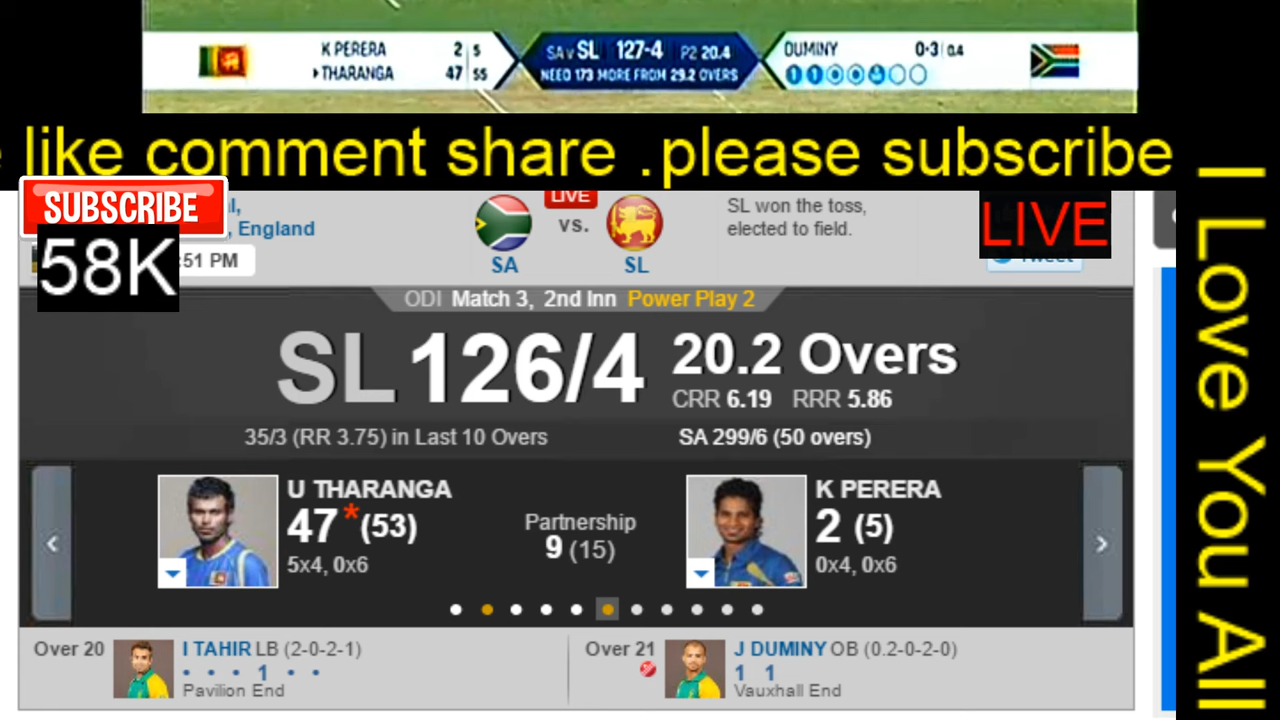 K PERERA 2 5
THARANGA 47 55
SA v SL 127-4 P2 20.4
NEED 173 MORE FROM 29.2 OVERS
DUMINY 0-3 0.4
1 1
like comment share .please subscribe
I Love You All
SUBSCRIBE
58K
, England
:51 PM
LIVE
vs.
SA
SL
SL won the toss,
elected to field.
LIVE
Tweet
ODI Match 3, 2nd Inn Power Play 2
SL 126/4
20.2 Overs
CRR 6.19 RRR 5.86
35/3 (RR 3.75) in Last 10 Overs
SA 299/6 (50 overs)
U THARANGA
47*(53)
5x4, 0x6
Partnership
9 (15)
K PERERA
2 (5)
0x4, 0x6
Over 20
I TAHIR LB (2-0-2-1)
• • • 1 • •
Pavilion End
Over 21
J DUMINY OB (0.2-0-2-0)
1 1
Vauxhall End